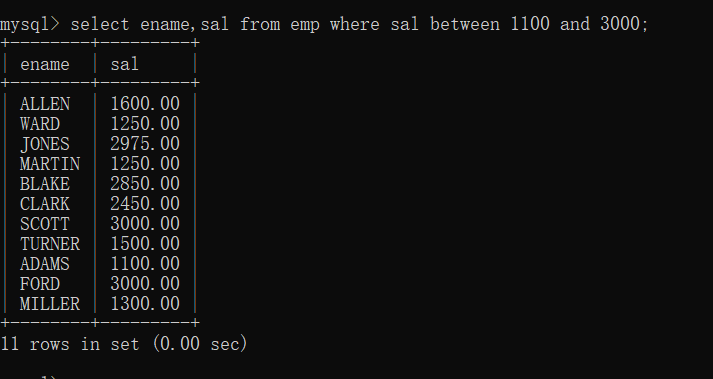 mysql> select ename,sal from emp where sal between 1100 and 3000;
+--------+---------+
| ename  | sal     |
+--------+---------+
| ALLEN  | 1600.00 |
| WARD   | 1250.00 |
| JONES  | 2975.00 |
| MARTIN | 1250.00 |
| BLAKE  | 2850.00 |
| CLARK  | 2450.00 |
| SCOTT  | 3000.00 |
| TURNER | 1500.00 |
| ADAMS  | 1100.00 |
| FORD   | 3000.00 |
| MILLER | 1300.00 |
+--------+---------+
11 rows in set (0.00 sec)